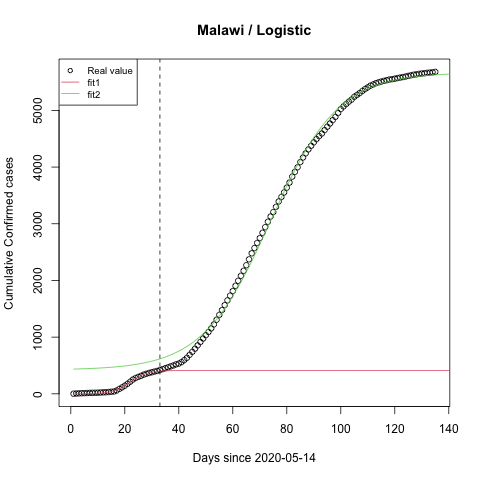 Malawi / Logistic
Real value
fit1
fit2
Cumulative Confirmed cases
5000
4000
3000
2000
1000
0
0 20 40 60 80 100 120 140
Days since 2020-05-14